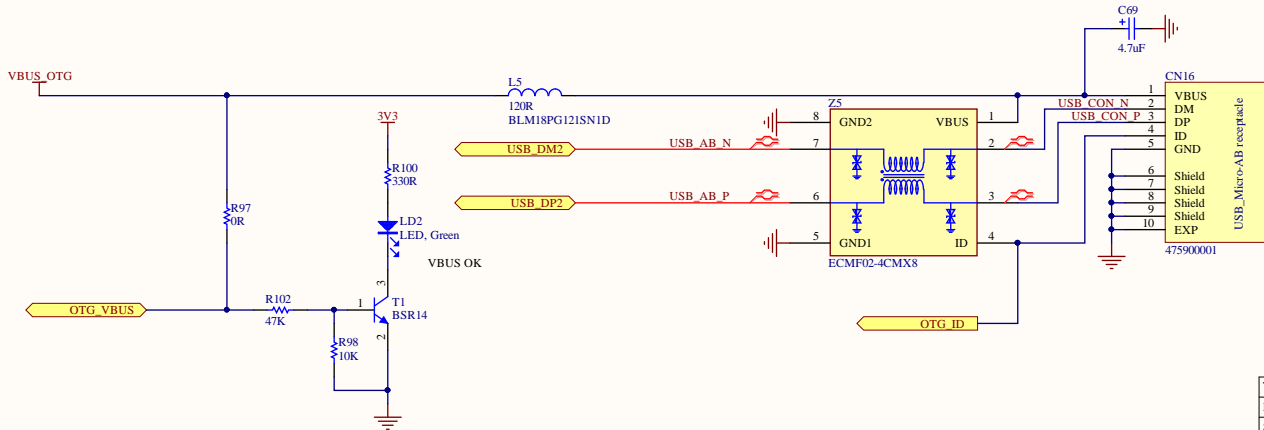 C69
+
4.7uF
VBUS_OTG
L5
120R
BLM18PG121SN1D
CN16
1 VBUS
2 DM
3 DP
4 ID
5 GND
6 Shield
7 Shield
8 Shield
9 Shield
10 EXP
USB_Micro-AB receptacle
475900001
USB_CON_N
USB_CON_P
Z5
8 GND2
VBUS 1
7
2
6
3
5 GND1
ID 4
ECMF02-4CMX8
USB_DM2
USB_AB_N
USB_DP2
USB_AB_P
3V3
R100
330R
LD2
LED, Green
VBUS OK
R97
0R
OTG_VBUS
R102
47K
R98
10K
1
3
T1
BSR14
2
OTG_ID